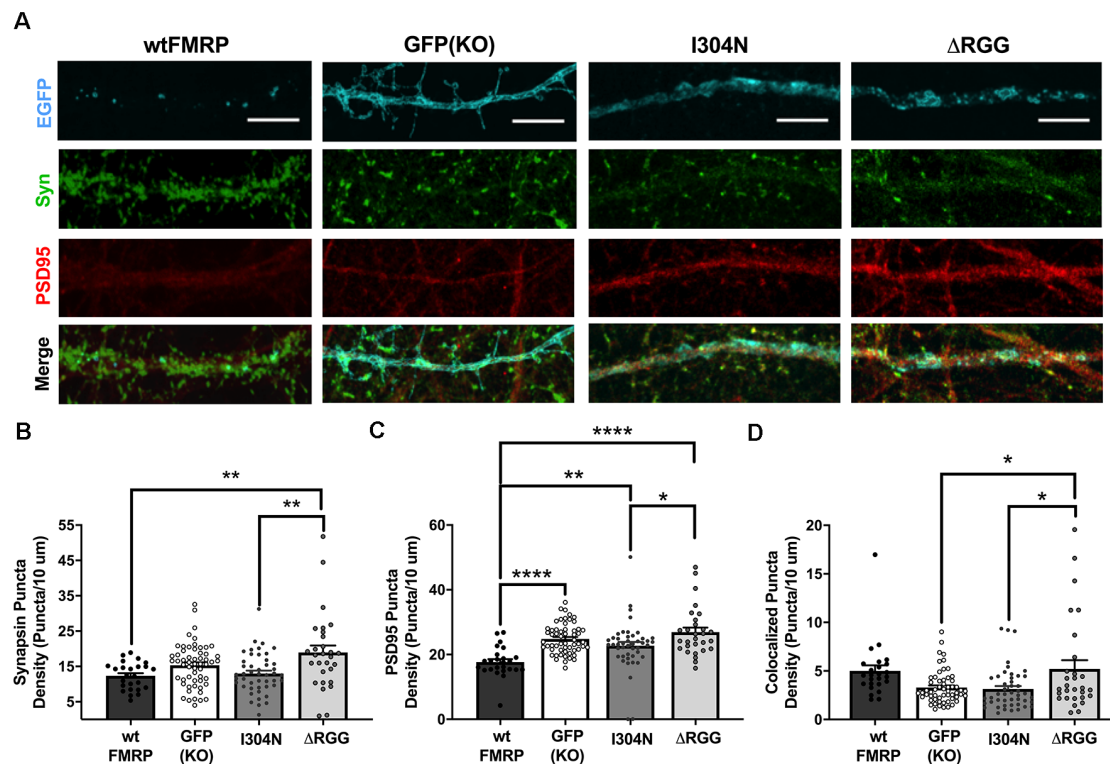 A
wtFMRP GFP(KO) I304N ΔRGG
EGFP
Syn
PSD95
Merge
B
**
**
Synapsin Puncta
Density (Puncta/10 um)
55
45
35
25
15
5
wt
FMRP
GFP
(KO)
I304N
ΔRGG
C
****
**
*
****
PSD95 Puncta
Density (Puncta/10 um)
60
40
20
0
wt
FMRP
GFP
(KO)
I304N
ΔRGG
D
*
*
Colocalized Puncta
Density (Puncta/10 um)
20
15
10
5
0
wt
FMRP
GFP
(KO)
I304N
ΔRGG